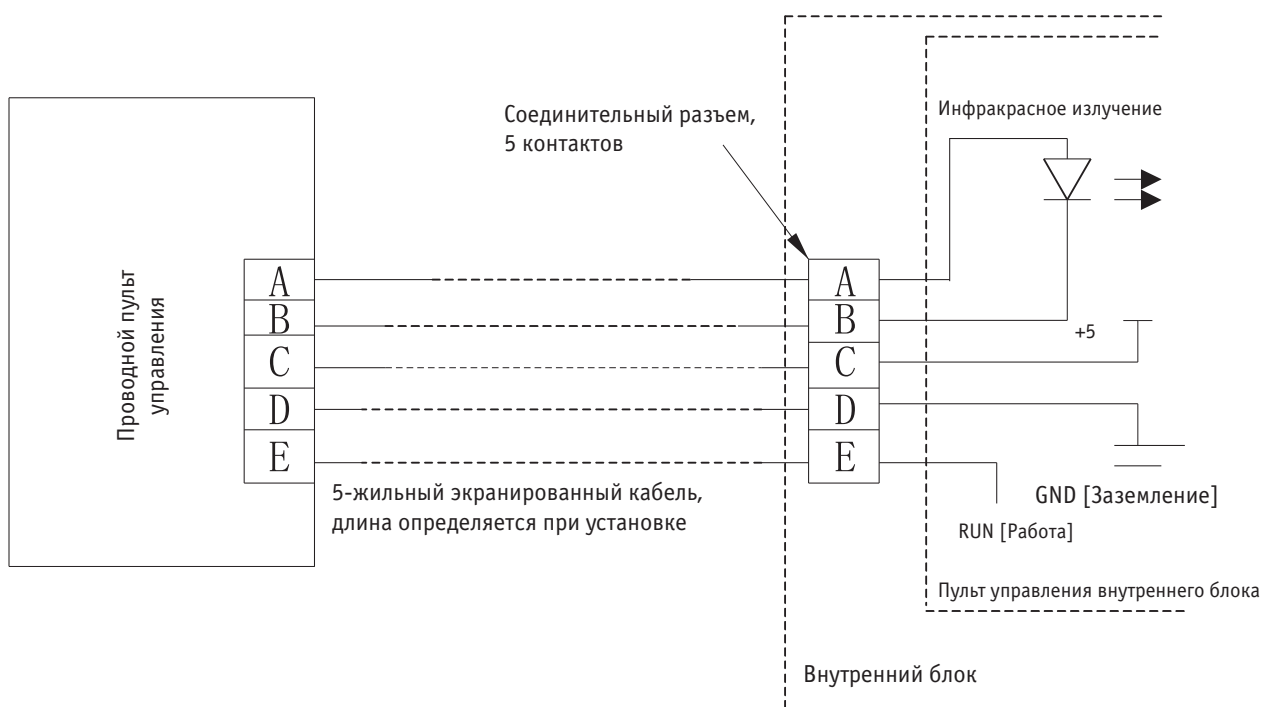 Соединительный разъем,
5 контактов
Инфракрасное излучение
Проводной пульт
управления
A
B
C
D
E
A
B
C
D
E
+5
5-жильный экранированный кабель,
длина определяется при установке
GND [Заземление]
RUN [Работа]
Пульт управления внутреннего блока
Внутренний блок